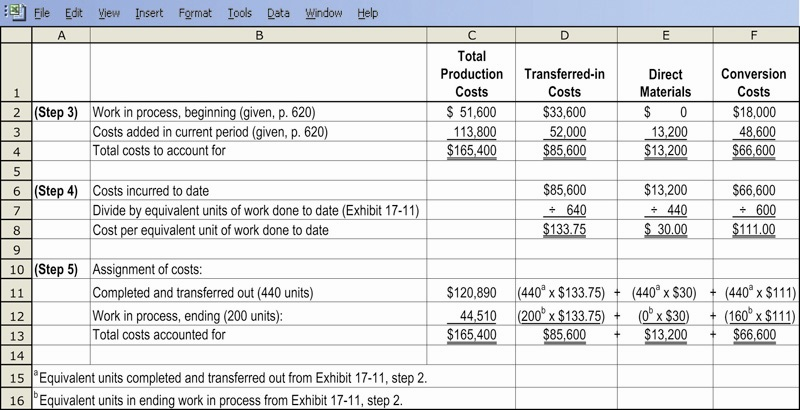 File Edit View Insert Format Tools Data Window Help
A B C D E F
Total
Production Transferred-in Direct Conversion
1 Costs Costs Materials Costs
2 (Step 3) Work in process, beginning (given, p. 620) $ 51,600 $33,600 $ 0 $18,000
3 Costs added in current period (given, p. 620) 113,800 52,000 13,200 48,600
4 Total costs to account for $165,400 $85,600 $13,200 $66,600
5
6 (Step 4) Costs incurred to date $85,600 $13,200 $66,600
7 Divide by equivalent units of work done to date (Exhibit 17-11) ÷ 640 ÷ 440 ÷ 600
8 Cost per equivalent unit of work done to date $133.75 $ 30.00 $111.00
9
10 (Step 5) Assignment of costs:
11 Completed and transferred out (440 units) $120,890 (440ᵃ x $133.75) + (440ᵃ x $30) + (440ᵃ x $111)
12 Work in process, ending (200 units): 44,510 (200ᵇ x $133.75) + (0ᵇ x $30) + (160ᵇ x $111)
13 Total costs accounted for $165,400 $85,600 + $13,200 + $66,600
14
15 ᵃEquivalent units completed and transferred out from Exhibit 17-11, step 2.
16 ᵇEquivalent units in ending work in process from Exhibit 17-11, step 2.